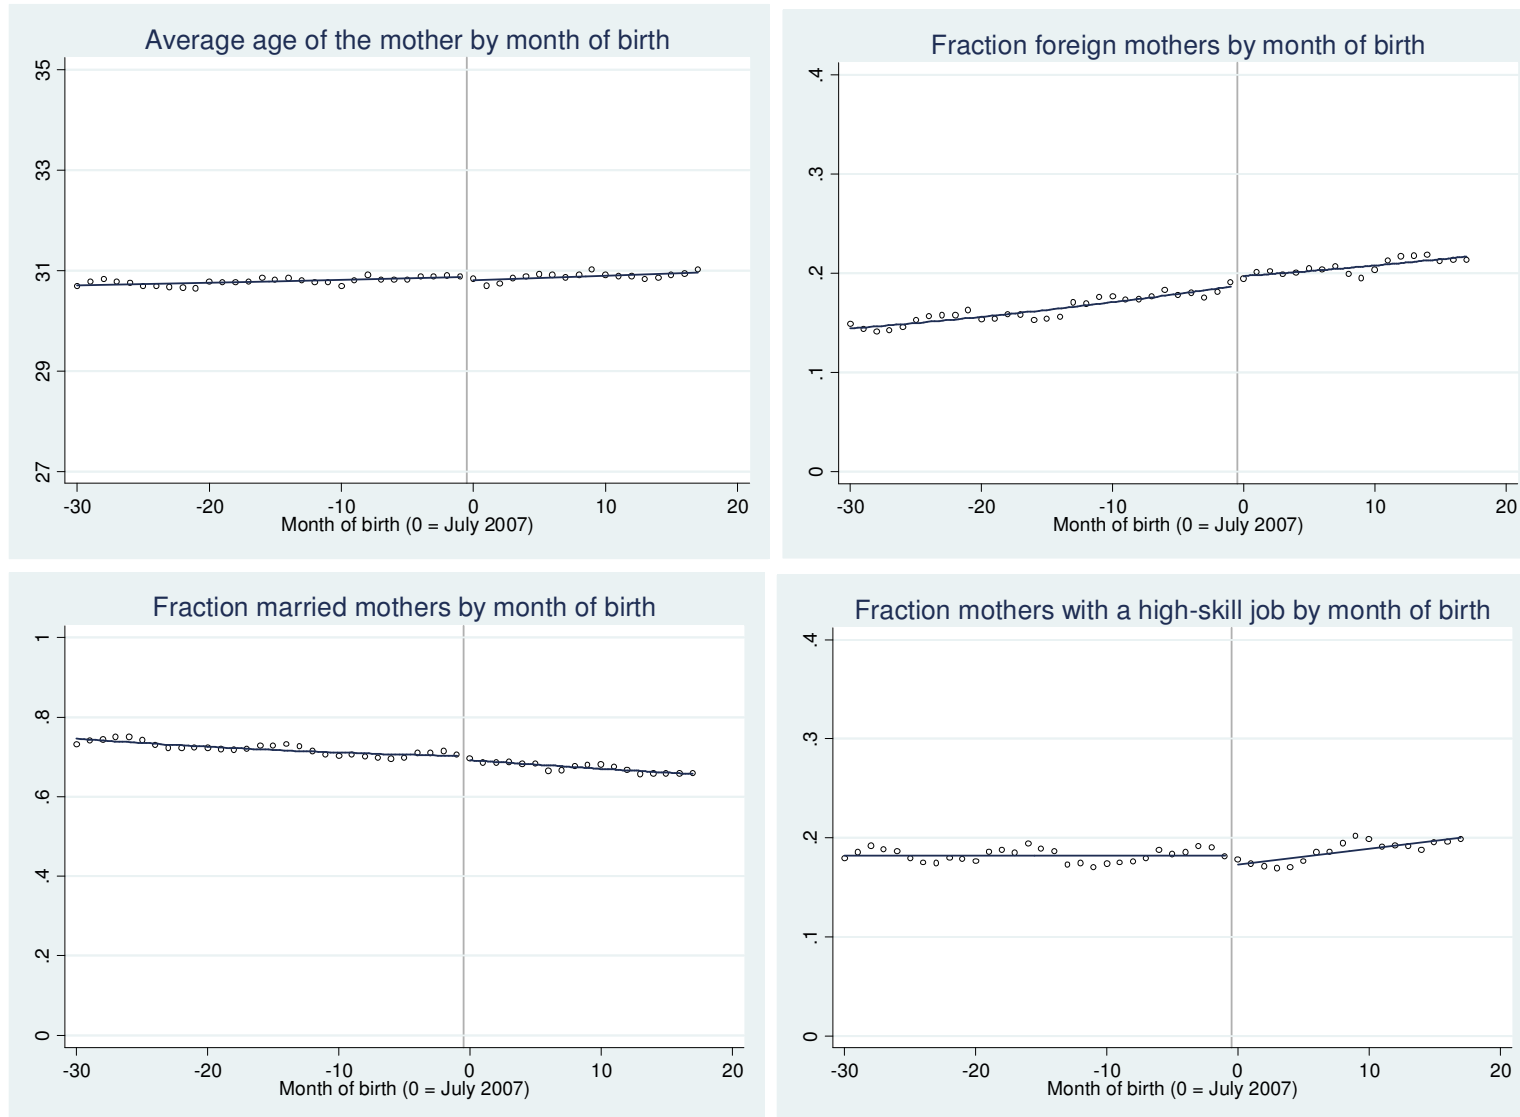 Average age of the mother by month of birth
35
33
31
29
27
-30 -20 -10 0 10 20
Month of birth (0 = July 2007)
Fraction foreign mothers by month of birth
.4
.3
.2
.1
0
-30 -20 -10 0 10 20
Month of birth (0 = July 2007)
Fraction married mothers by month of birth
1
.8
.6
.4
.2
0
-30 -20 -10 0 10 20
Month of birth (0 = July 2007)
Fraction mothers with a high-skill job by month of birth
.4
.3
.2
.1
0
-30 -20 -10 0 10 20
Month of birth (0 = July 2007)